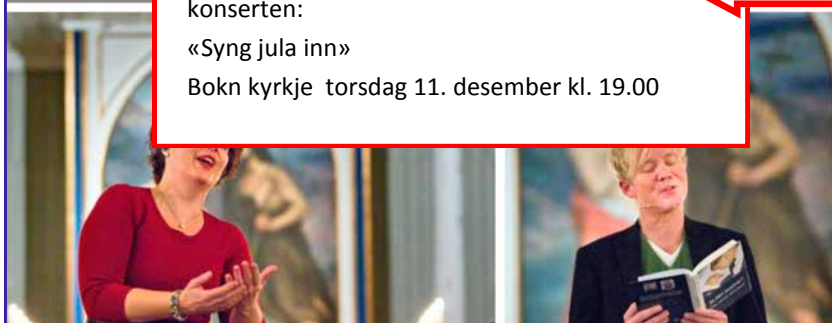 konserten:
«Syng jula inn»
Bokn kyrkje torsdag 11. desember kl. 19.00